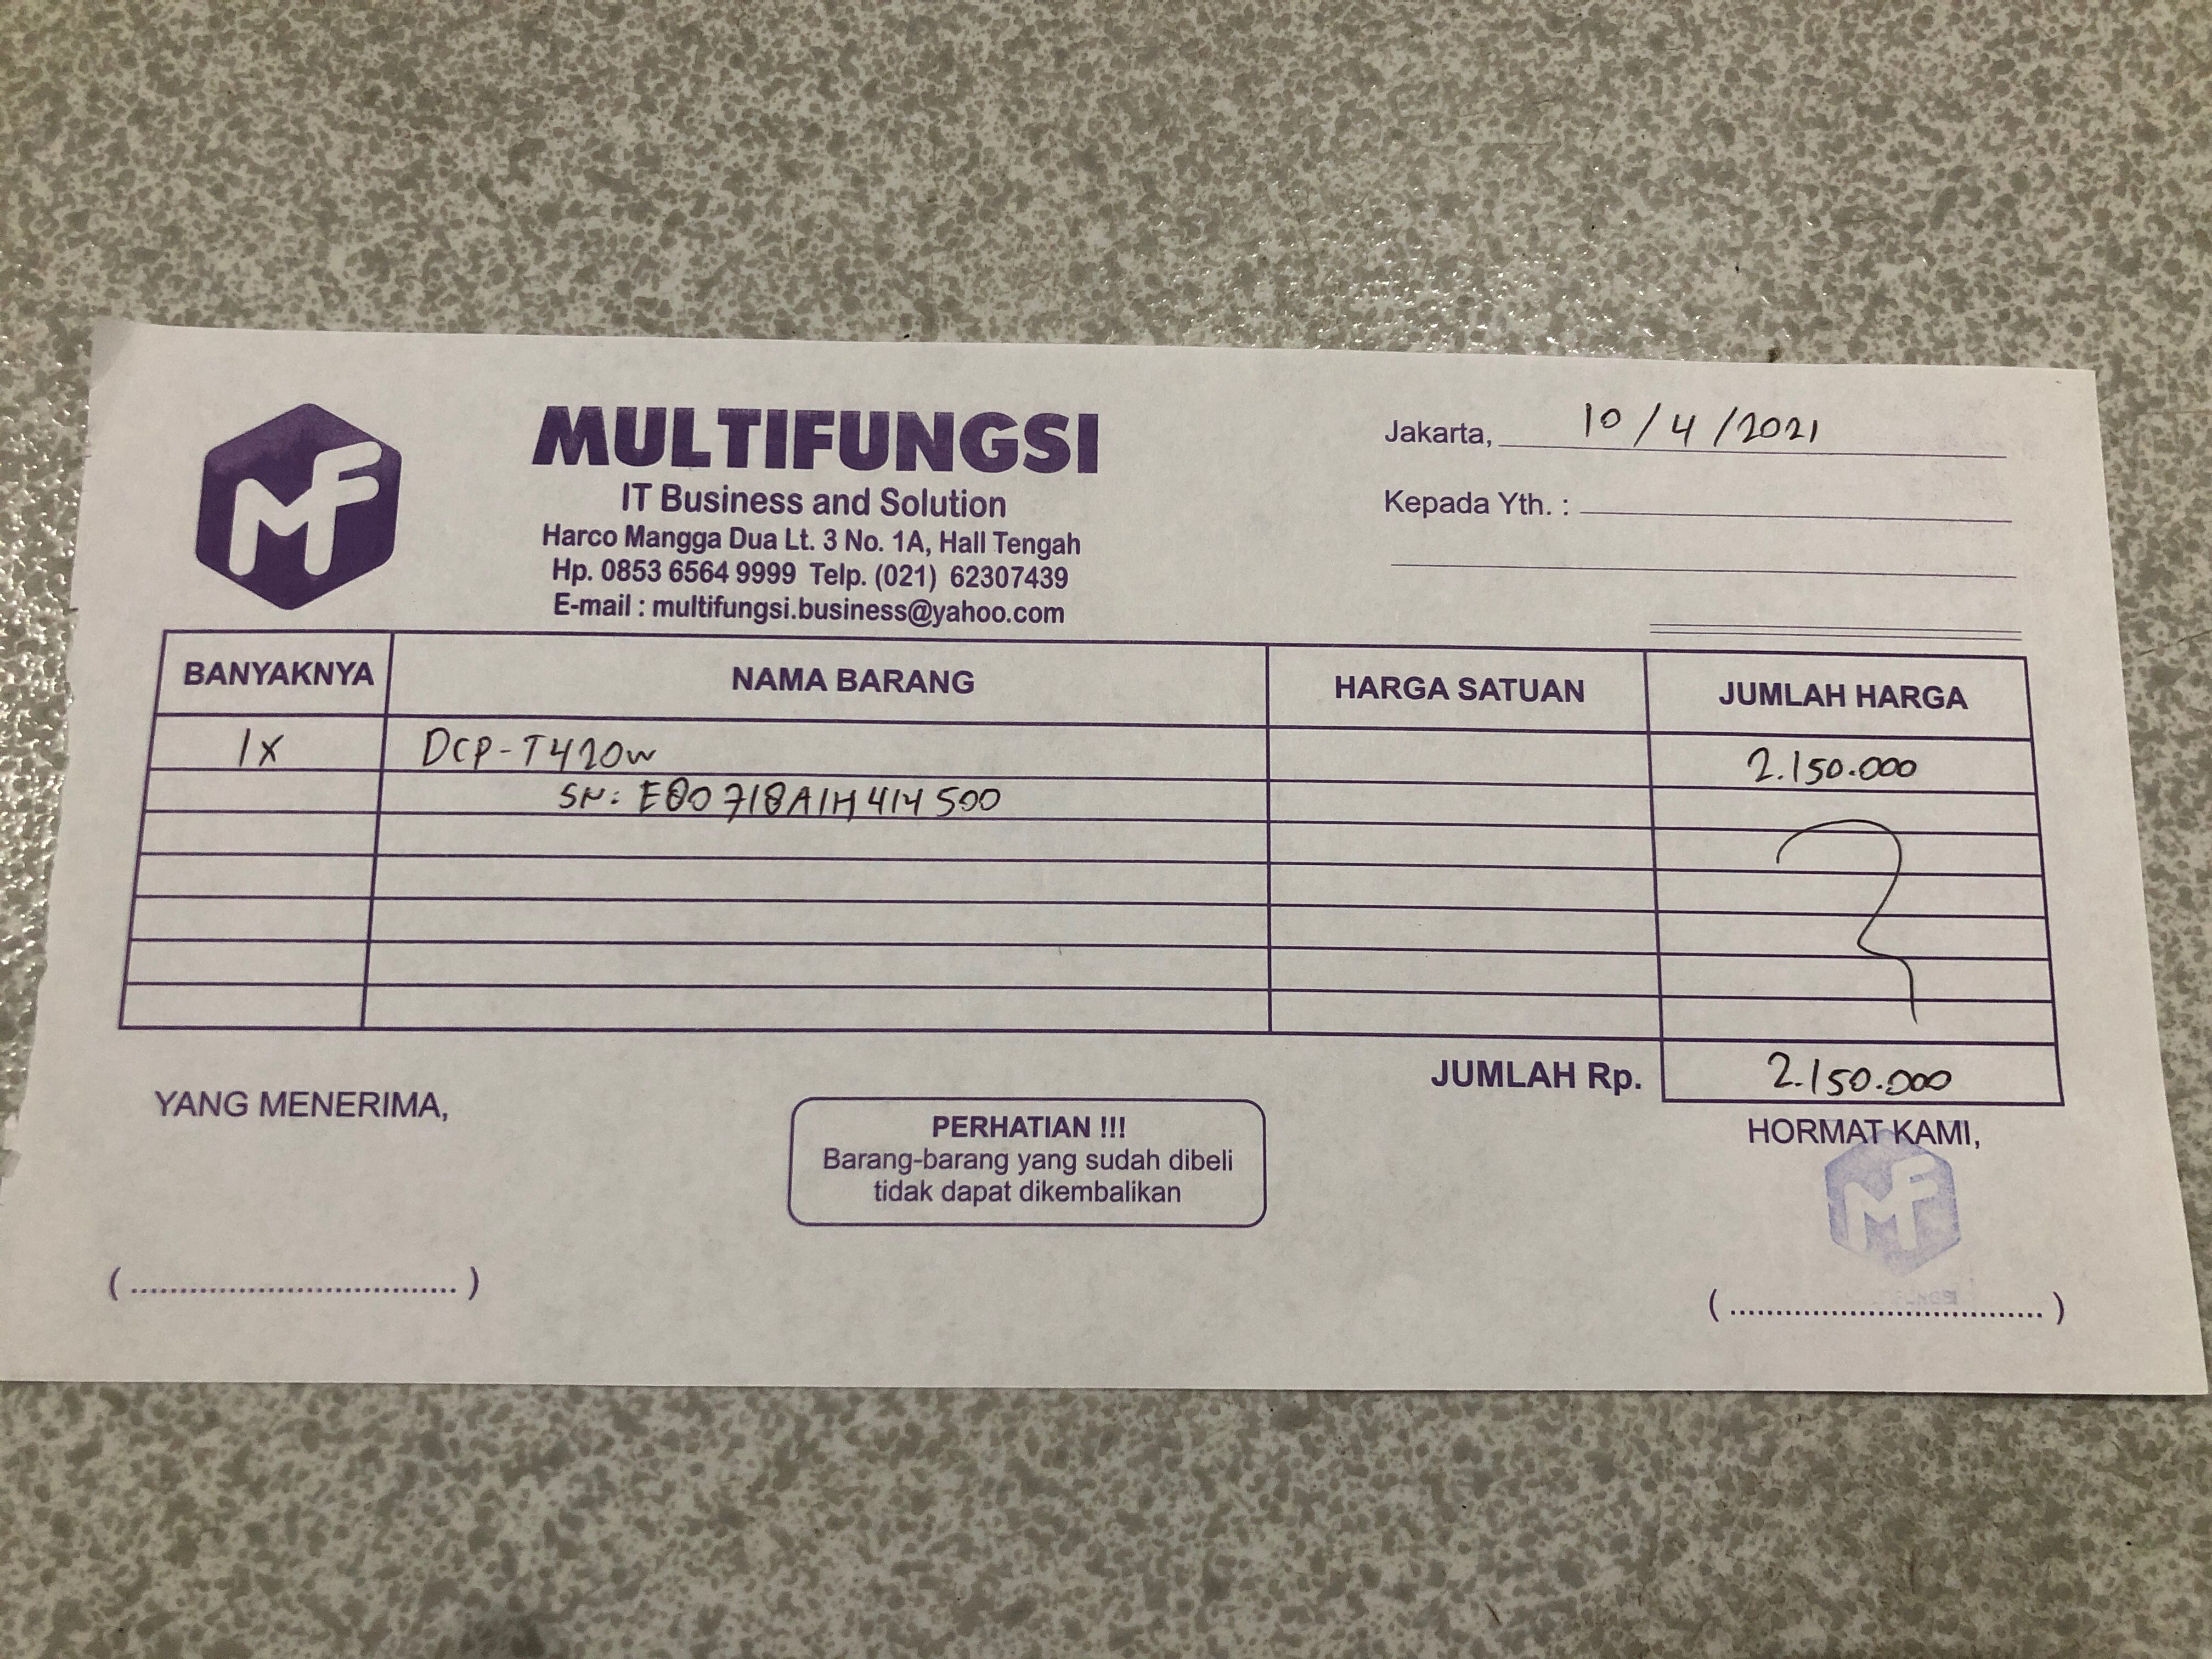 MF
MULTIFUNGSI
IT Business and Solution
Harco Mangga Dua Lt. 3 No. 1A, Hall Tengah
Hp. 0853 6564 9999 Telp. (021) 62307439
E-mail : multifungsi.business@yahoo.com
Jakarta, 10/4/2021
Kepada Yth. :
BANYAKNYA NAMA BARANG HARGA SATUAN JUMLAH HARGA
1X DCP-T420w 2.150.000
SN: E80718A1H414500
JUMLAH Rp. 2.150.000
YANG MENERIMA,
PERHATIAN !!!
Barang-barang yang sudah dibeli
tidak dapat dikembalikan
HORMAT KAMI,
MF
(....................................)
(....................................)